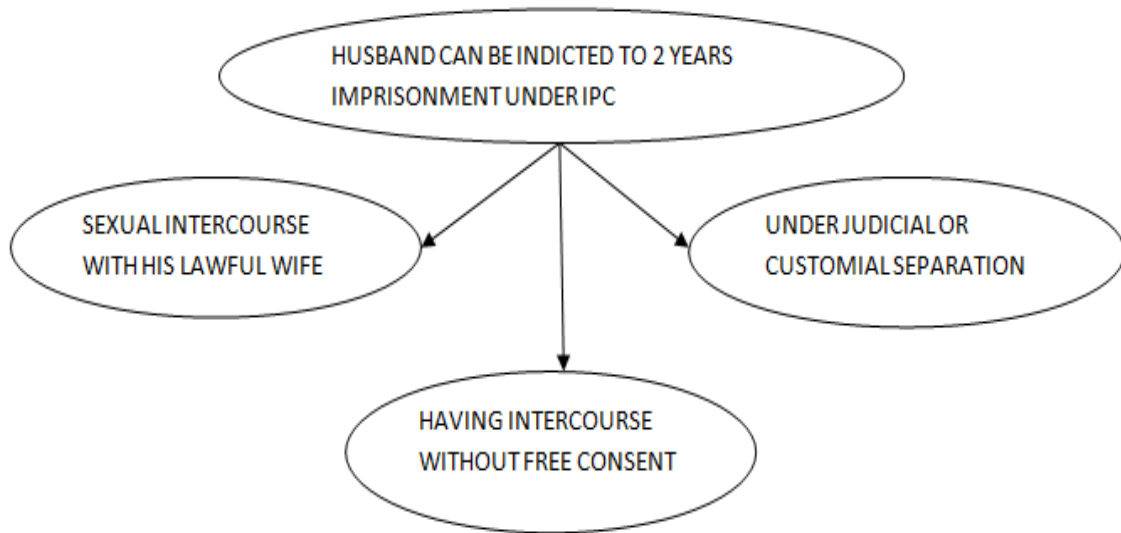 HUSBAND CAN BE INDICTED TO 2 YEARS
IMPRISONMENT UNDER IPC
SEXUAL INTERCOURSE
WITH HIS LAWFUL WIFE
UNDER JUDICIAL OR
CUSTOMIAL SEPARATION
HAVING INTERCOURSE
WITHOUT FREE CONSENT